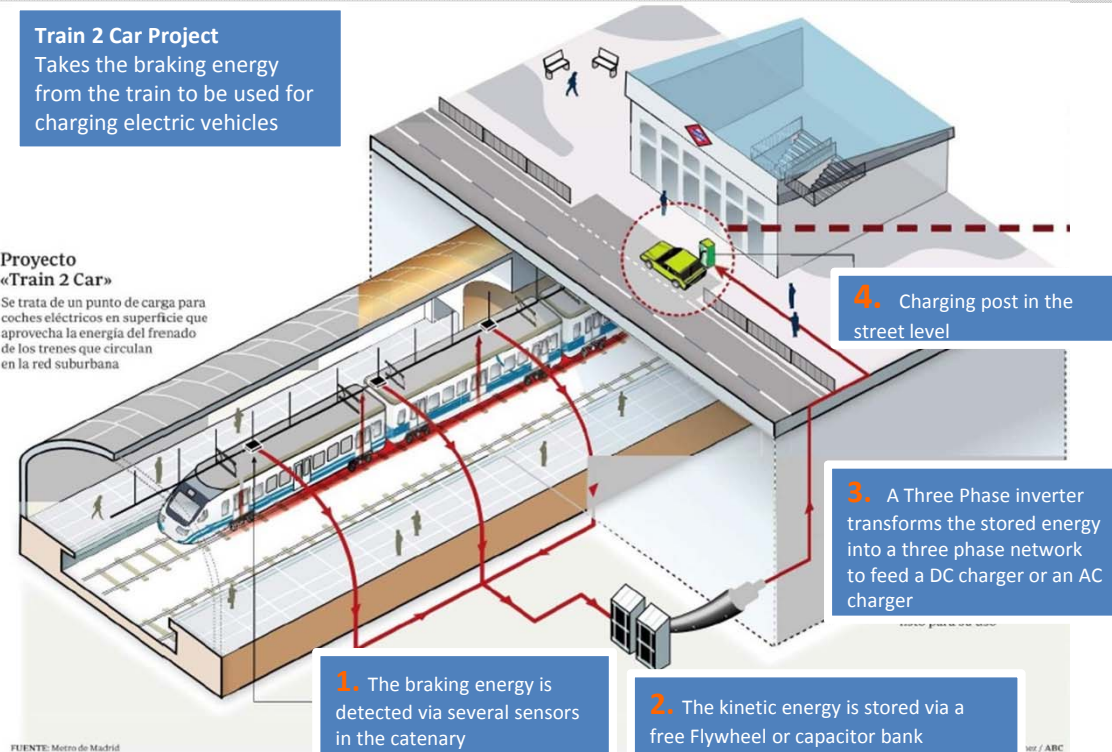 Train 2 Car Project
Takes the braking energy
from the train to be used for
charging electric vehicles
Proyecto
«Train 2 Car»
Se trata de un punto de carga para
coches eléctricos en superficie que
aprovecha la energía del frenado
de los trenes que circulan
en la red suburbana
4. Charging post in the
street level
3. A Three Phase inverter
transforms the stored energy
into a three phase network
to feed a DC charger or an AC
charger
1. The braking energy is
detected via several sensors
in the catenary
2. The kinetic energy is stored via a
free Flywheel or capacitor bank
FUENTE: Metro de Madrid
/ ABC